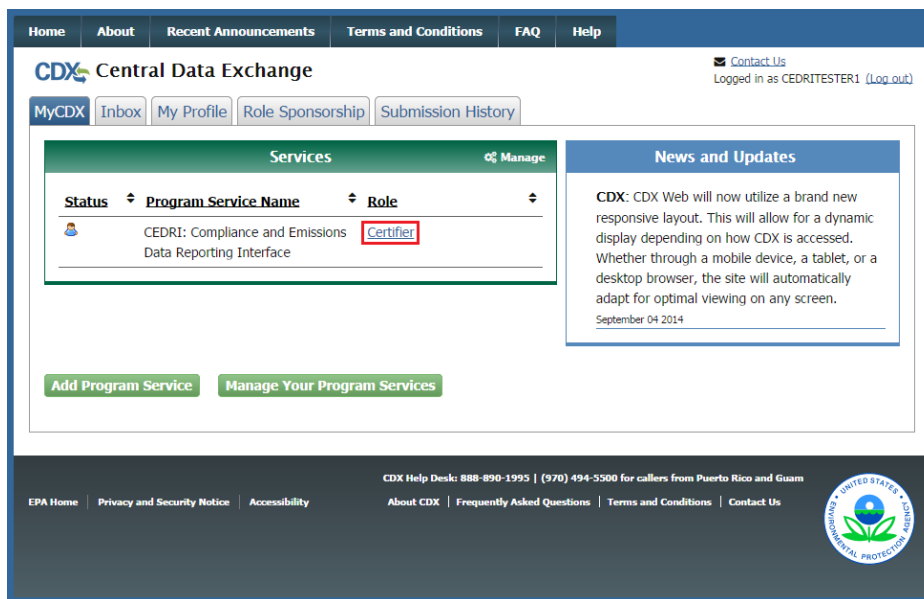 Home About Recent Announcements Terms and Conditions FAQ Help
CDX Central Data Exchange
Contact Us
Logged in as CEDRITESTER1 (Log out)
MyCDX Inbox My Profile Role Sponsorship Submission History
Services Manage
Status Program Service Name Role
CEDRI: Compliance and Emissions Certifier
Data Reporting Interface
News and Updates
CDX: CDX Web will now utilize a brand new
responsive layout. This will allow for a dynamic
display depending on how CDX is accessed.
Whether through a mobile device, a tablet, or a
desktop browser, the site will automatically
adapt for optimal viewing on any screen.
September 04 2014
Add Program Service Manage Your Program Services
CDX Help Desk: 888-890-1995 | (970) 494-5500 for callers from Puerto Rico and Guam
EPA Home | Privacy and Security Notice | Accessibility
About CDX | Frequently Asked Questions | Terms and Conditions | Contact Us
UNITED STATES
ENVIRONMENTAL PROTECTION AGENCY